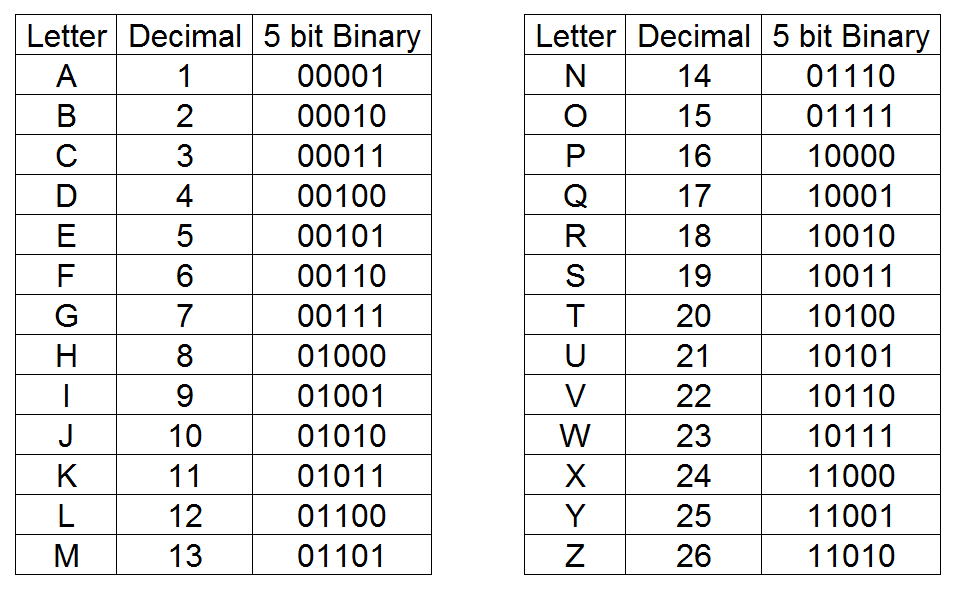 Letter Decimal 5 bit Binary
A 1 00001
B 2 00010
C 3 00011
D 4 00100
E 5 00101
F 6 00110
G 7 00111
H 8 01000
I 9 01001
J 10 01010
K 11 01011
L 12 01100
M 13 01101
Letter Decimal 5 bit Binary
N 14 01110
O 15 01111
P 16 10000
Q 17 10001
R 18 10010
S 19 10011
T 20 10100
U 21 10101
V 22 10110
W 23 10111
X 24 11000
Y 25 11001
Z 26 11010